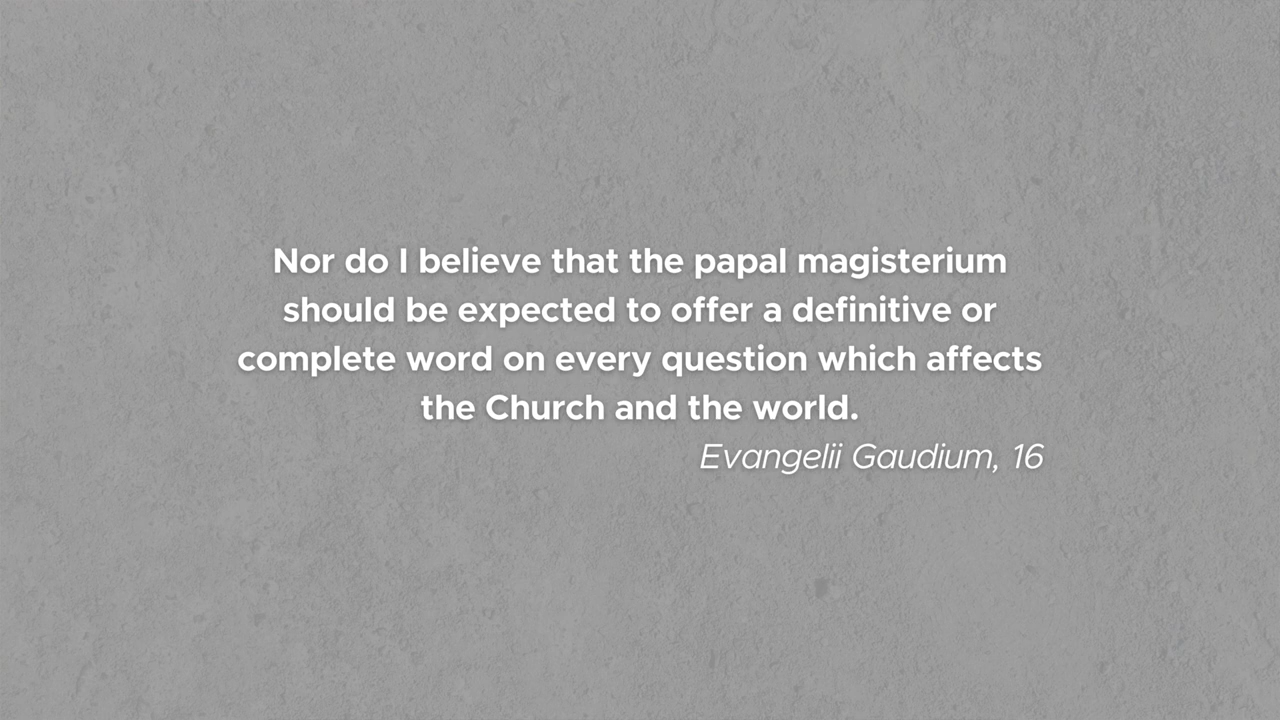 Nor do I believe that the papal magisterium
should be expected to offer a definitive or
complete word on every question which affects
the Church and the world.
Evangelii Gaudium, 16